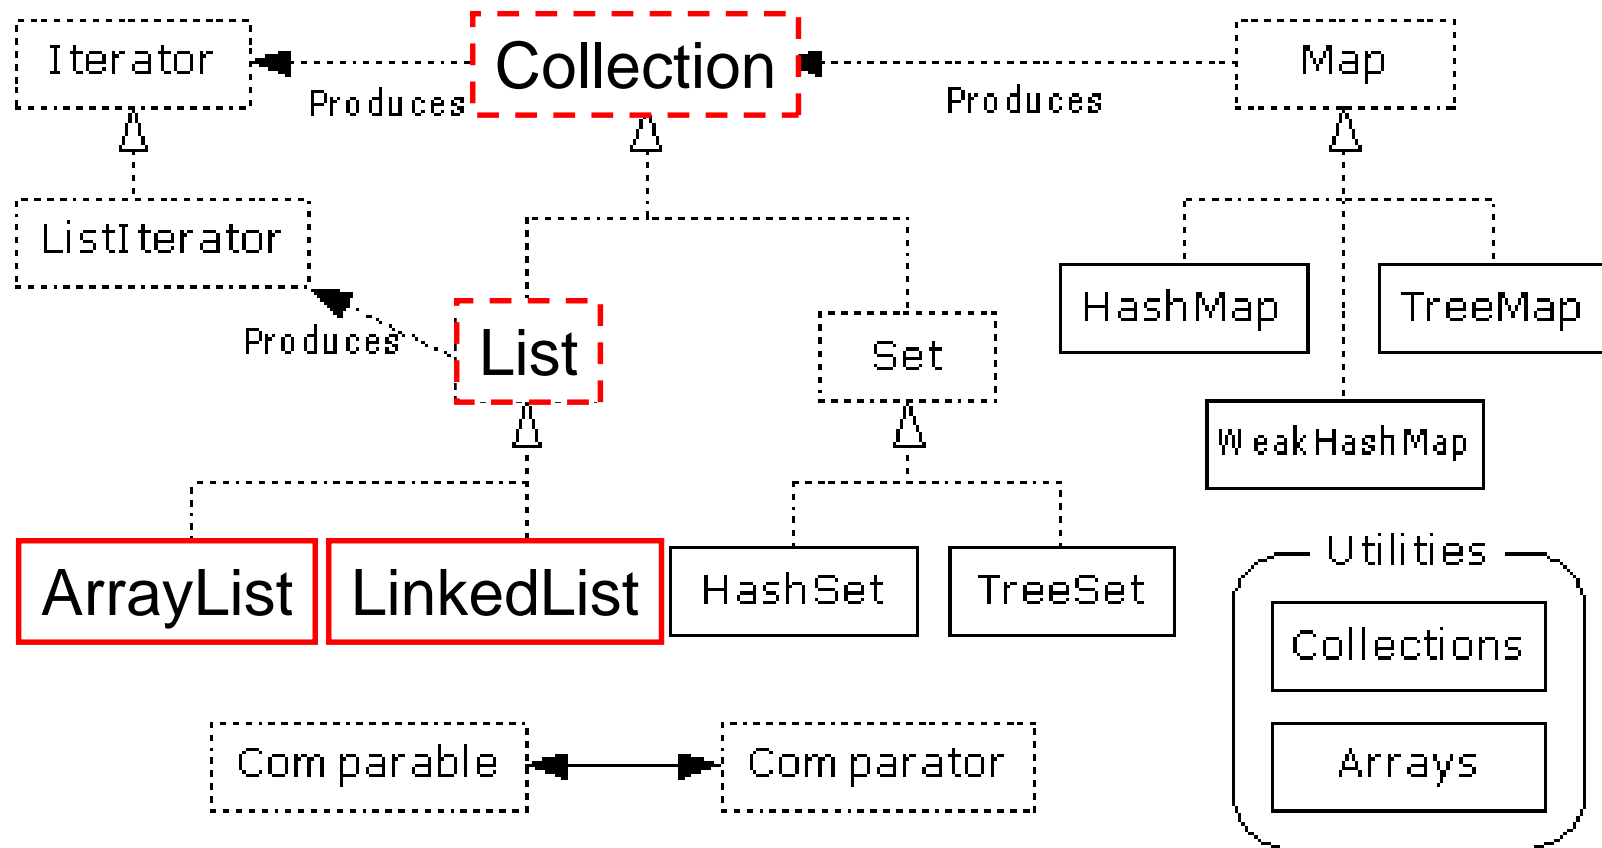 Iterator
Collection
Map
Produces
Produces
ListIterator
HashMap
TreeMap
Produces
List
Set
WeakHashMap
ArrayList
LinkedList
HashSet
TreeSet
Utilities
Collections
Comparable
Comparator
Arrays